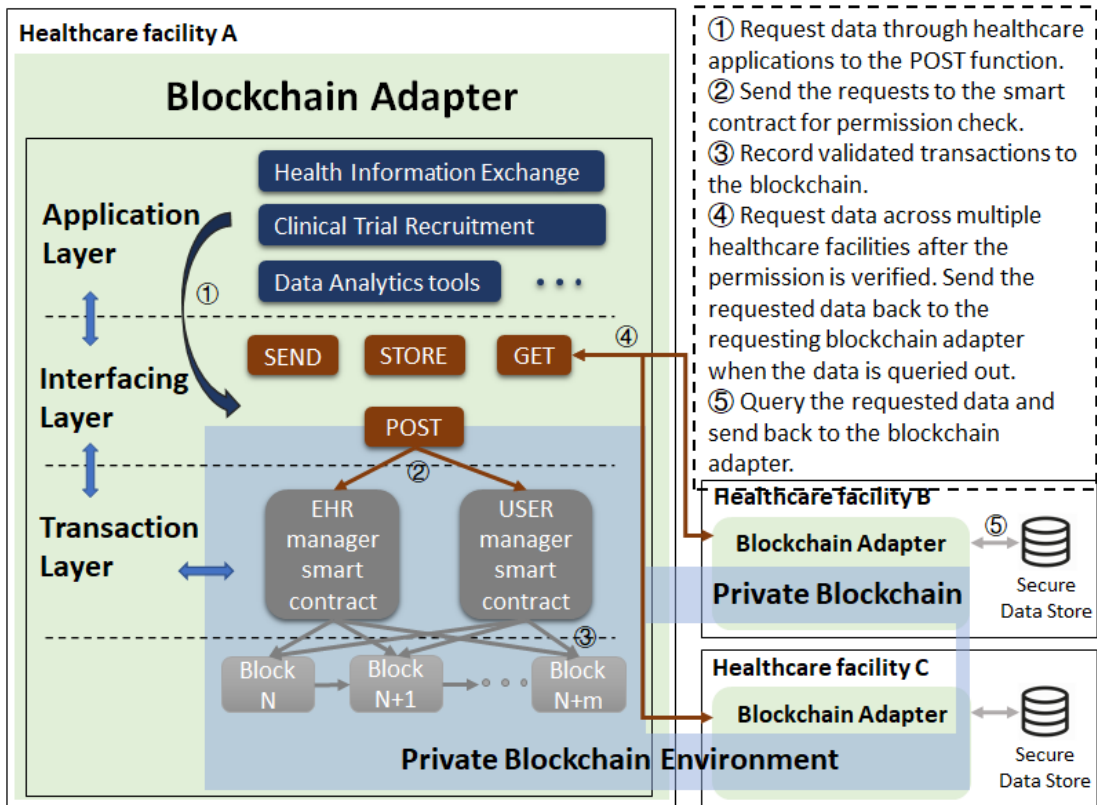 Healthcare facility A
Blockchain Adapter
Application
Layer
Health Information Exchange
Clinical Trial Recruitment
Data Analytics tools
①
Interfacing
Layer
SEND
STORE
GET
④
POST
②
Transaction
Layer
EHR
manager
smart
contract
USER
manager
smart
contract
③
Block
N
Block
N+1
Block
N+m
Private Blockchain Environment
① Request data through healthcare
applications to the POST function.
② Send the requests to the smart
contract for permission check.
③ Record validated transactions to
the blockchain.
④ Request data across multiple
healthcare facilities after the
permission is verified. Send the
requested data back to the
requesting blockchain adapter
when the data is queried out.
⑤ Query the requested data and
send back to the blockchain
adapter.
Healthcare facility B
Blockchain Adapter
⑤
Secure
Data Store
Private Blockchain
Healthcare facility C
Blockchain Adapter
Secure
Data Store